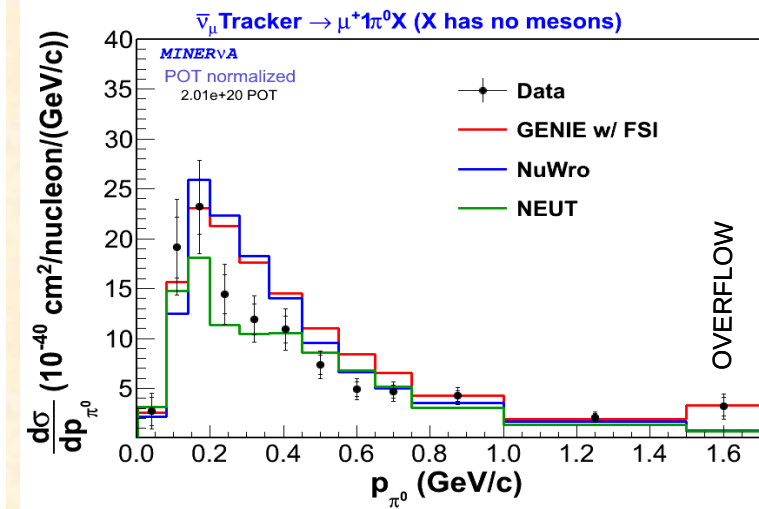 ν̄μTracker → μ⁺1π⁰X (X has no mesons)
MINERνA
POT normalized
2.01e+20 POT
Data
GENIE w/ FSI
NuWro
NEUT
OVERFLOW
dσ/dpπ⁰ (10⁻⁴⁰ cm²/nucleon/(GeV/c))
40
35
30
25
20
15
10
5
0.0 0.2 0.4 0.6 0.8 1.0 1.2 1.4 1.6
pπ⁰ (GeV/c)